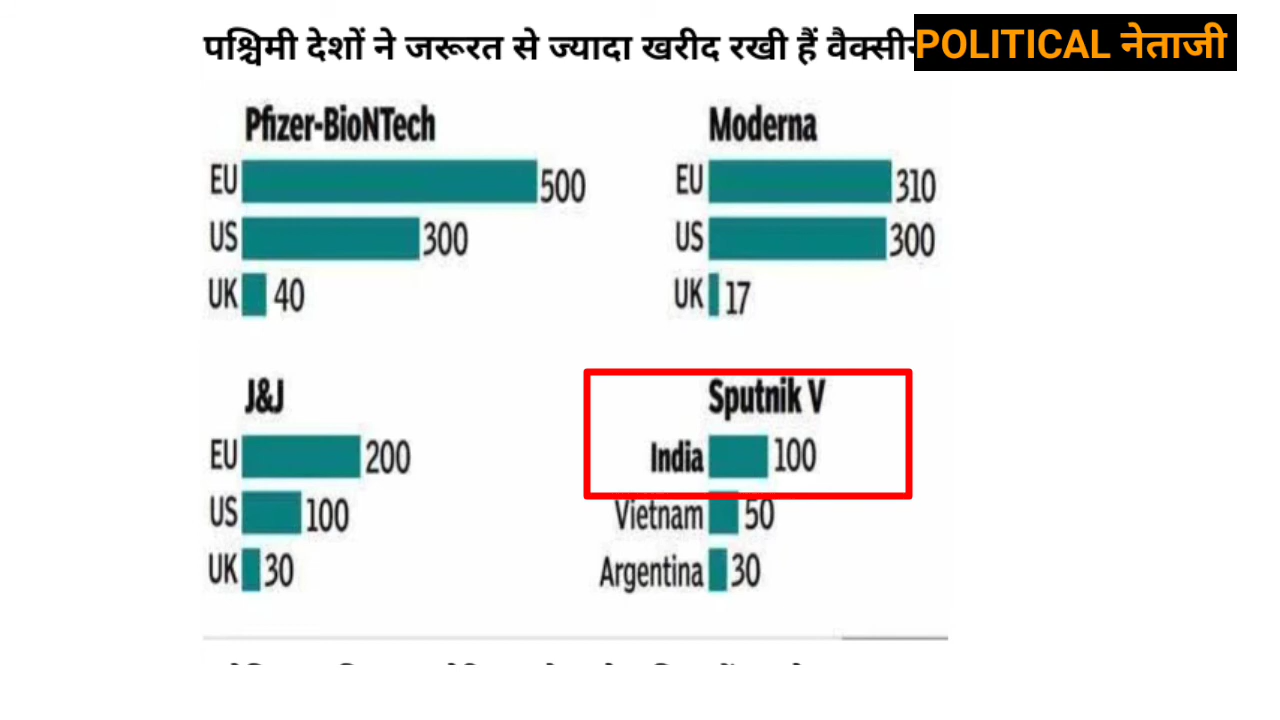 पश्चिमी देशों ने जरूरत से ज्यादा खरीद रखी हैं
POLITICAL नेताजी
Pfizer-BioNTech
EU 500
US 300
UK 40
Moderna
EU 310
US 300
UK 17
J&J
EU 200
US 100
UK 30
Sputnik V
India 100
Vietnam 50
Argentina 30